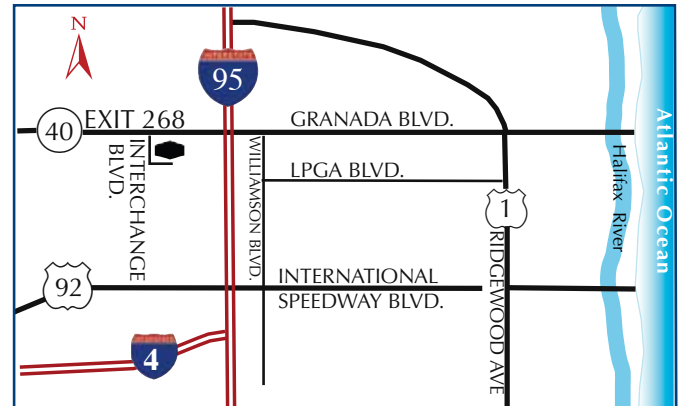 N
95
EXIT 268
40
GRANADA BLVD.
INTERCHANGE
BLVD.
WILLIAMSON BLVD.
LPGA BLVD.
1
RIDGEWOOD AVE
Halifax River
Atlantic Ocean
92
INTERNATIONAL
SPEEDWAY BLVD.
4